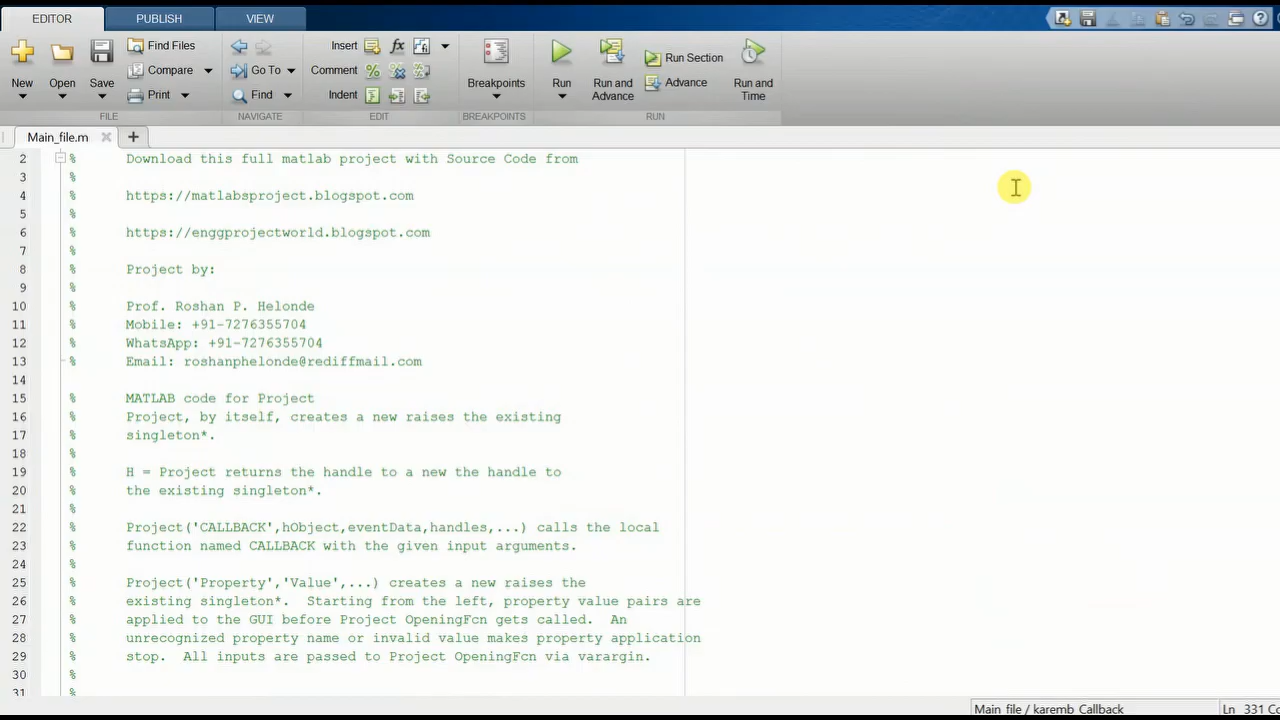 EDITOR PUBLISH VIEW
New Open Save Find Files Compare Print
Go To Find
Insert fx
Comment
Indent
Breakpoints
Run Run and Advance Run Section Advance Run and Time
FILE NAVIGATE EDIT BREAKPOINTS RUN
Main_file.m
2 % Download this full matlab project with Source Code from
3 %
4 % https://matlabsproject.blogspot.com
5 %
6 % https://enggprojectworld.blogspot.com
7 %
8 % Project by:
9 %
10 % Prof. Roshan P. Helonde
11 % Mobile: +91-7276355704
12 % WhatsApp: +91-7276355704
13 % Email: roshanphelonde@rediffmail.com
14
15 % MATLAB code for Project
16 % Project, by itself, creates a new raises the existing
17 % singleton*.
18 %
19 % H = Project returns the handle to a new the handle to
20 % the existing singleton*.
21 %
22 % Project('CALLBACK',hObject,eventData,handles,...) calls the local
23 % function named CALLBACK with the given input arguments.
24 %
25 % Project('Property','Value',...) creates a new raises the
26 % existing singleton*.  Starting from the left, property value pairs are
27 % applied to the GUI before Project OpeningFcn gets called.  An
28 % unrecognized property name or invalid value makes property application
29 % stop.  All inputs are passed to Project OpeningFcn via varargin.
30 %
31 %
Main_file / karemb_Callback Ln 331 Co